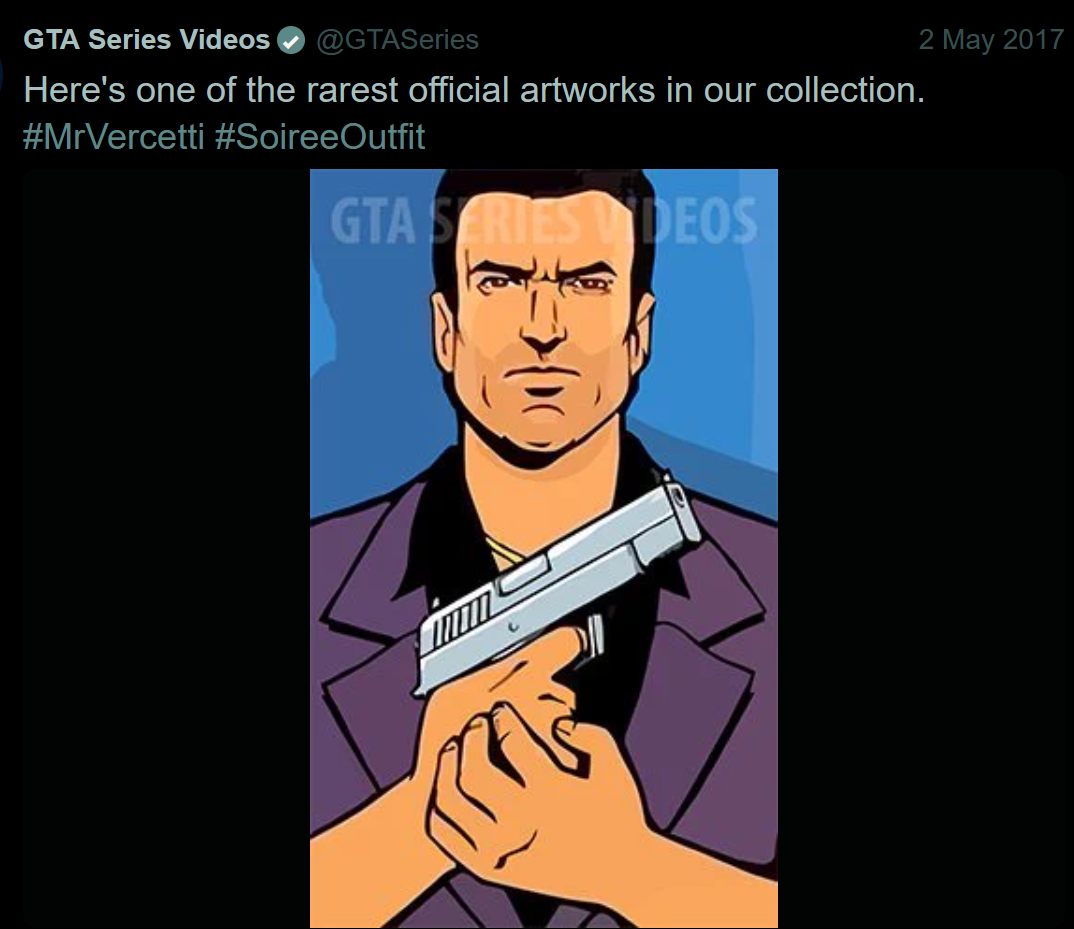 GTA Series Videos @GTASeries 2 May 2017
Here's one of the rarest official artworks in our collection.
#MrVercetti #SoireeOutfit
GTA SERIES VIDEOS